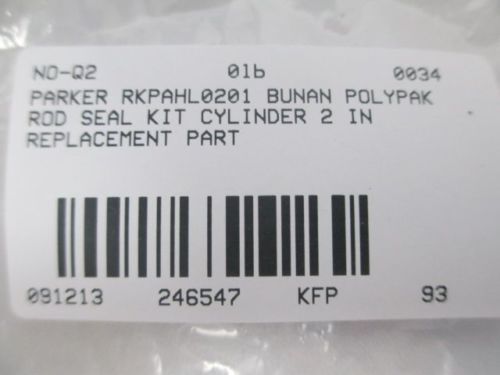 NO-Q2 01b 0034
PARKER RKPAHL0201 BUNAN POLYPAK
ROD SEAL KIT CYLINDER 2 IN
REPLACEMENT PART
091213 246547 KFP 93